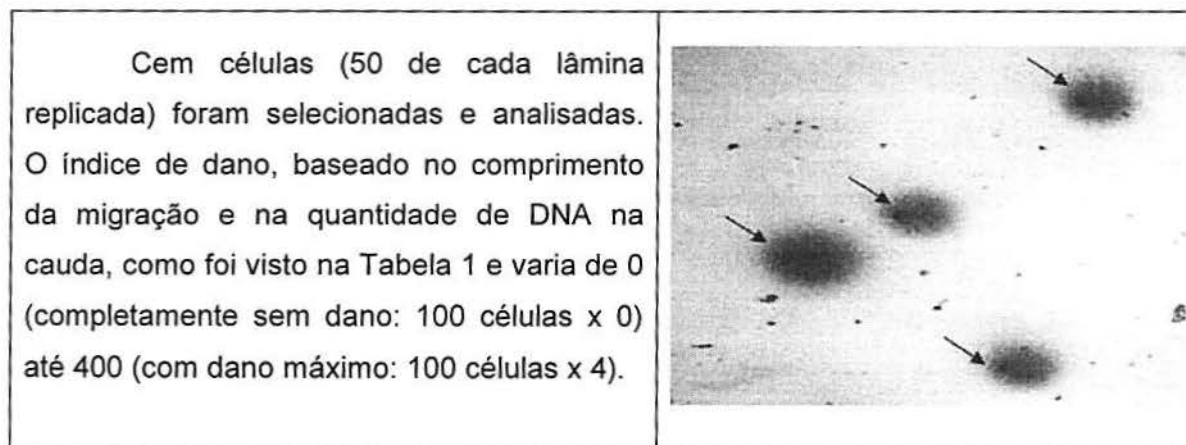 Cem células (50 de cada lâmina
replicada) foram selecionadas e analisadas.
O índice de dano, baseado no comprimento
da migração e na quantidade de DNA na
cauda, como foi visto na Tabela 1 e varia de 0
(completamente sem dano: 100 células x 0)
até 400 (com dano máximo: 100 células x 4).